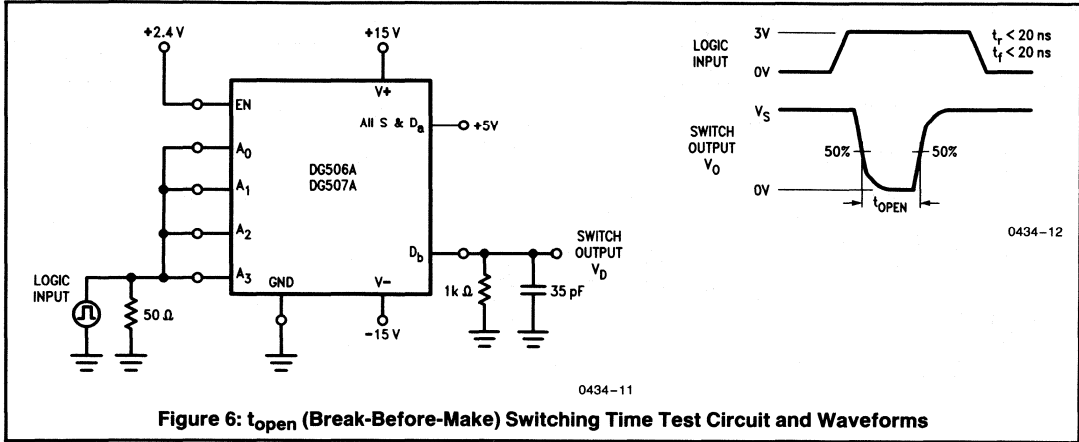 +2.4 V
+15 V
EN
V+
All S & Da
+5V
A0
A1
A2
A3
DG506A
DG507A
Db
GND
V−
−15 V
LOGIC
INPUT
50 Ω
1k Ω
35 pF
SWITCH
OUTPUT
VD
0434-11
LOGIC
INPUT
3V
0V
tr < 20 ns
tf < 20 ns
SWITCH
OUTPUT
VO
VS
50%
50%
0V
tOPEN
0434-12
Figure 6: topen (Break-Before-Make) Switching Time Test Circuit and Waveforms